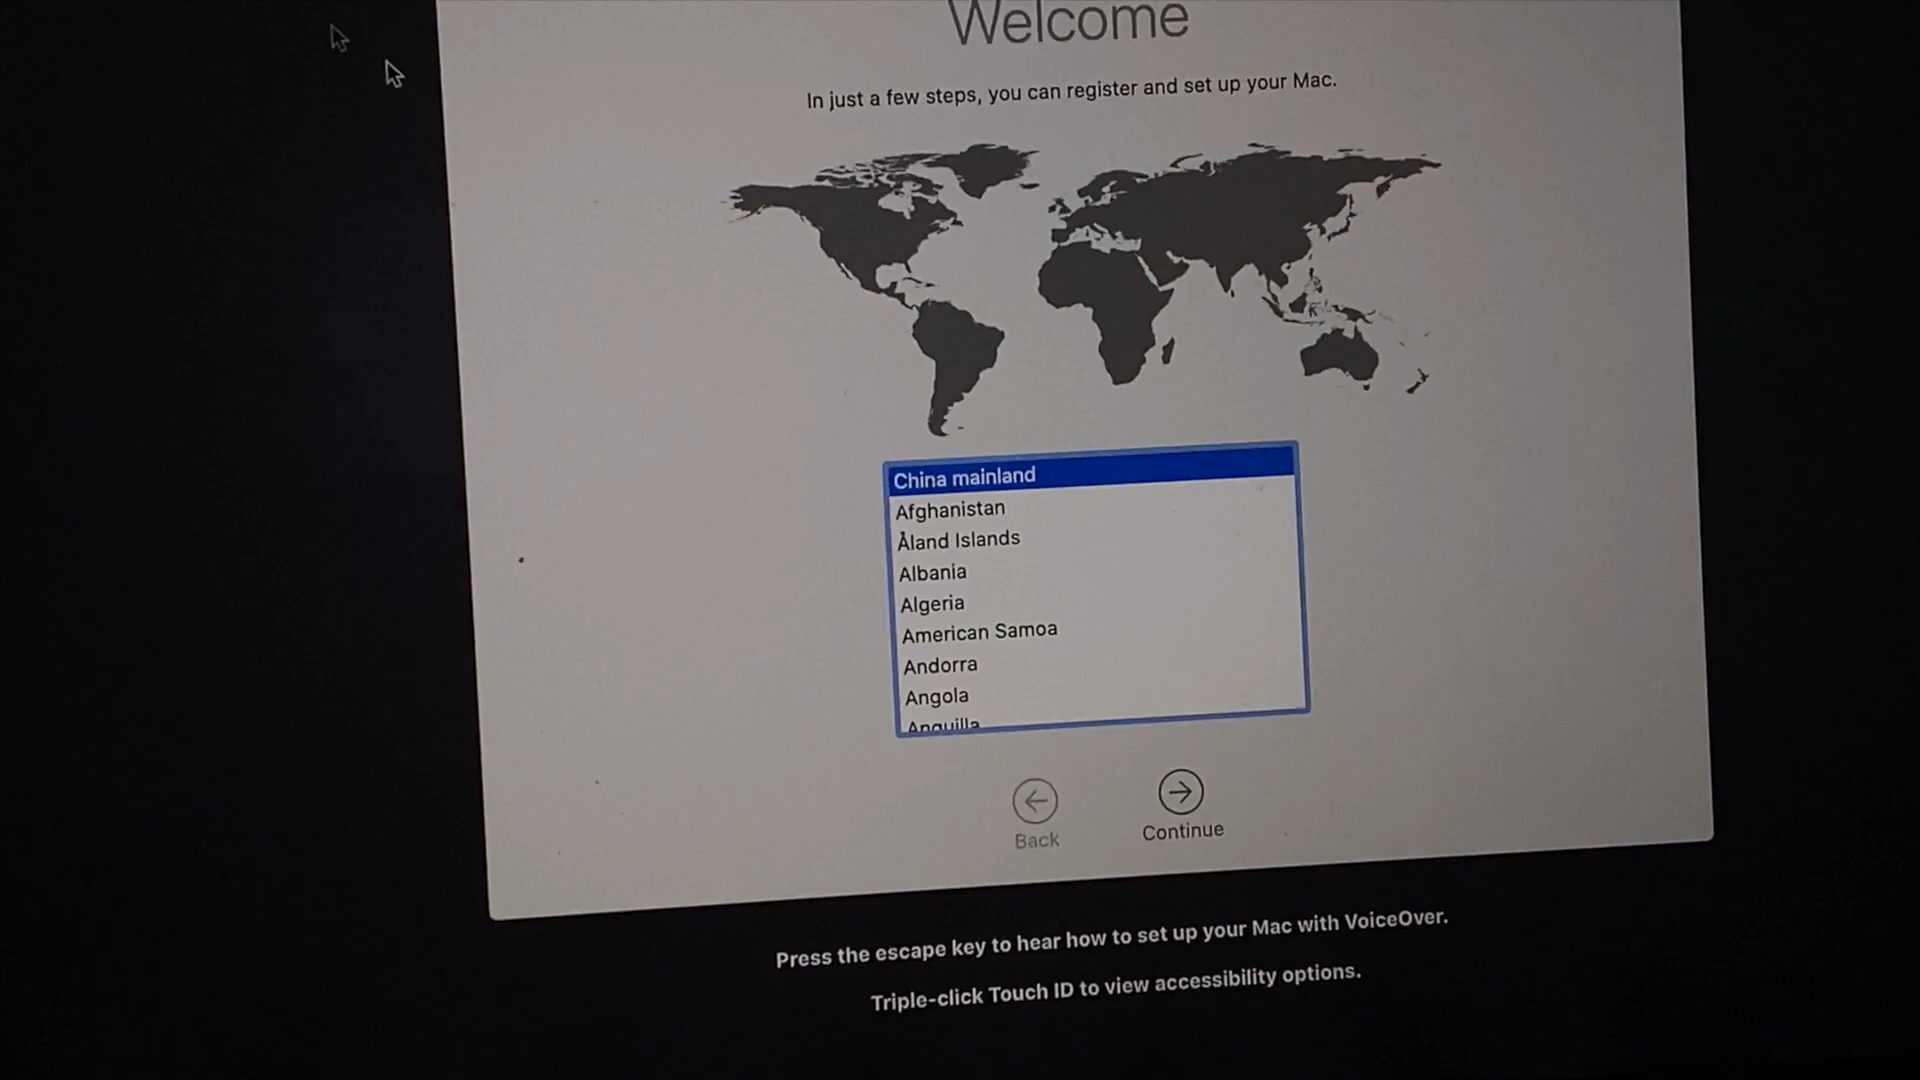 Welcome
In just a few steps, you can register and set up your Mac.
China mainland
Afghanistan
Åland Islands
Albania
Algeria
American Samoa
Andorra
Angola
Anguilla
Back
Continue
Press the escape key to hear how to set up your Mac with VoiceOver.
Triple-click Touch ID to view accessibility options.